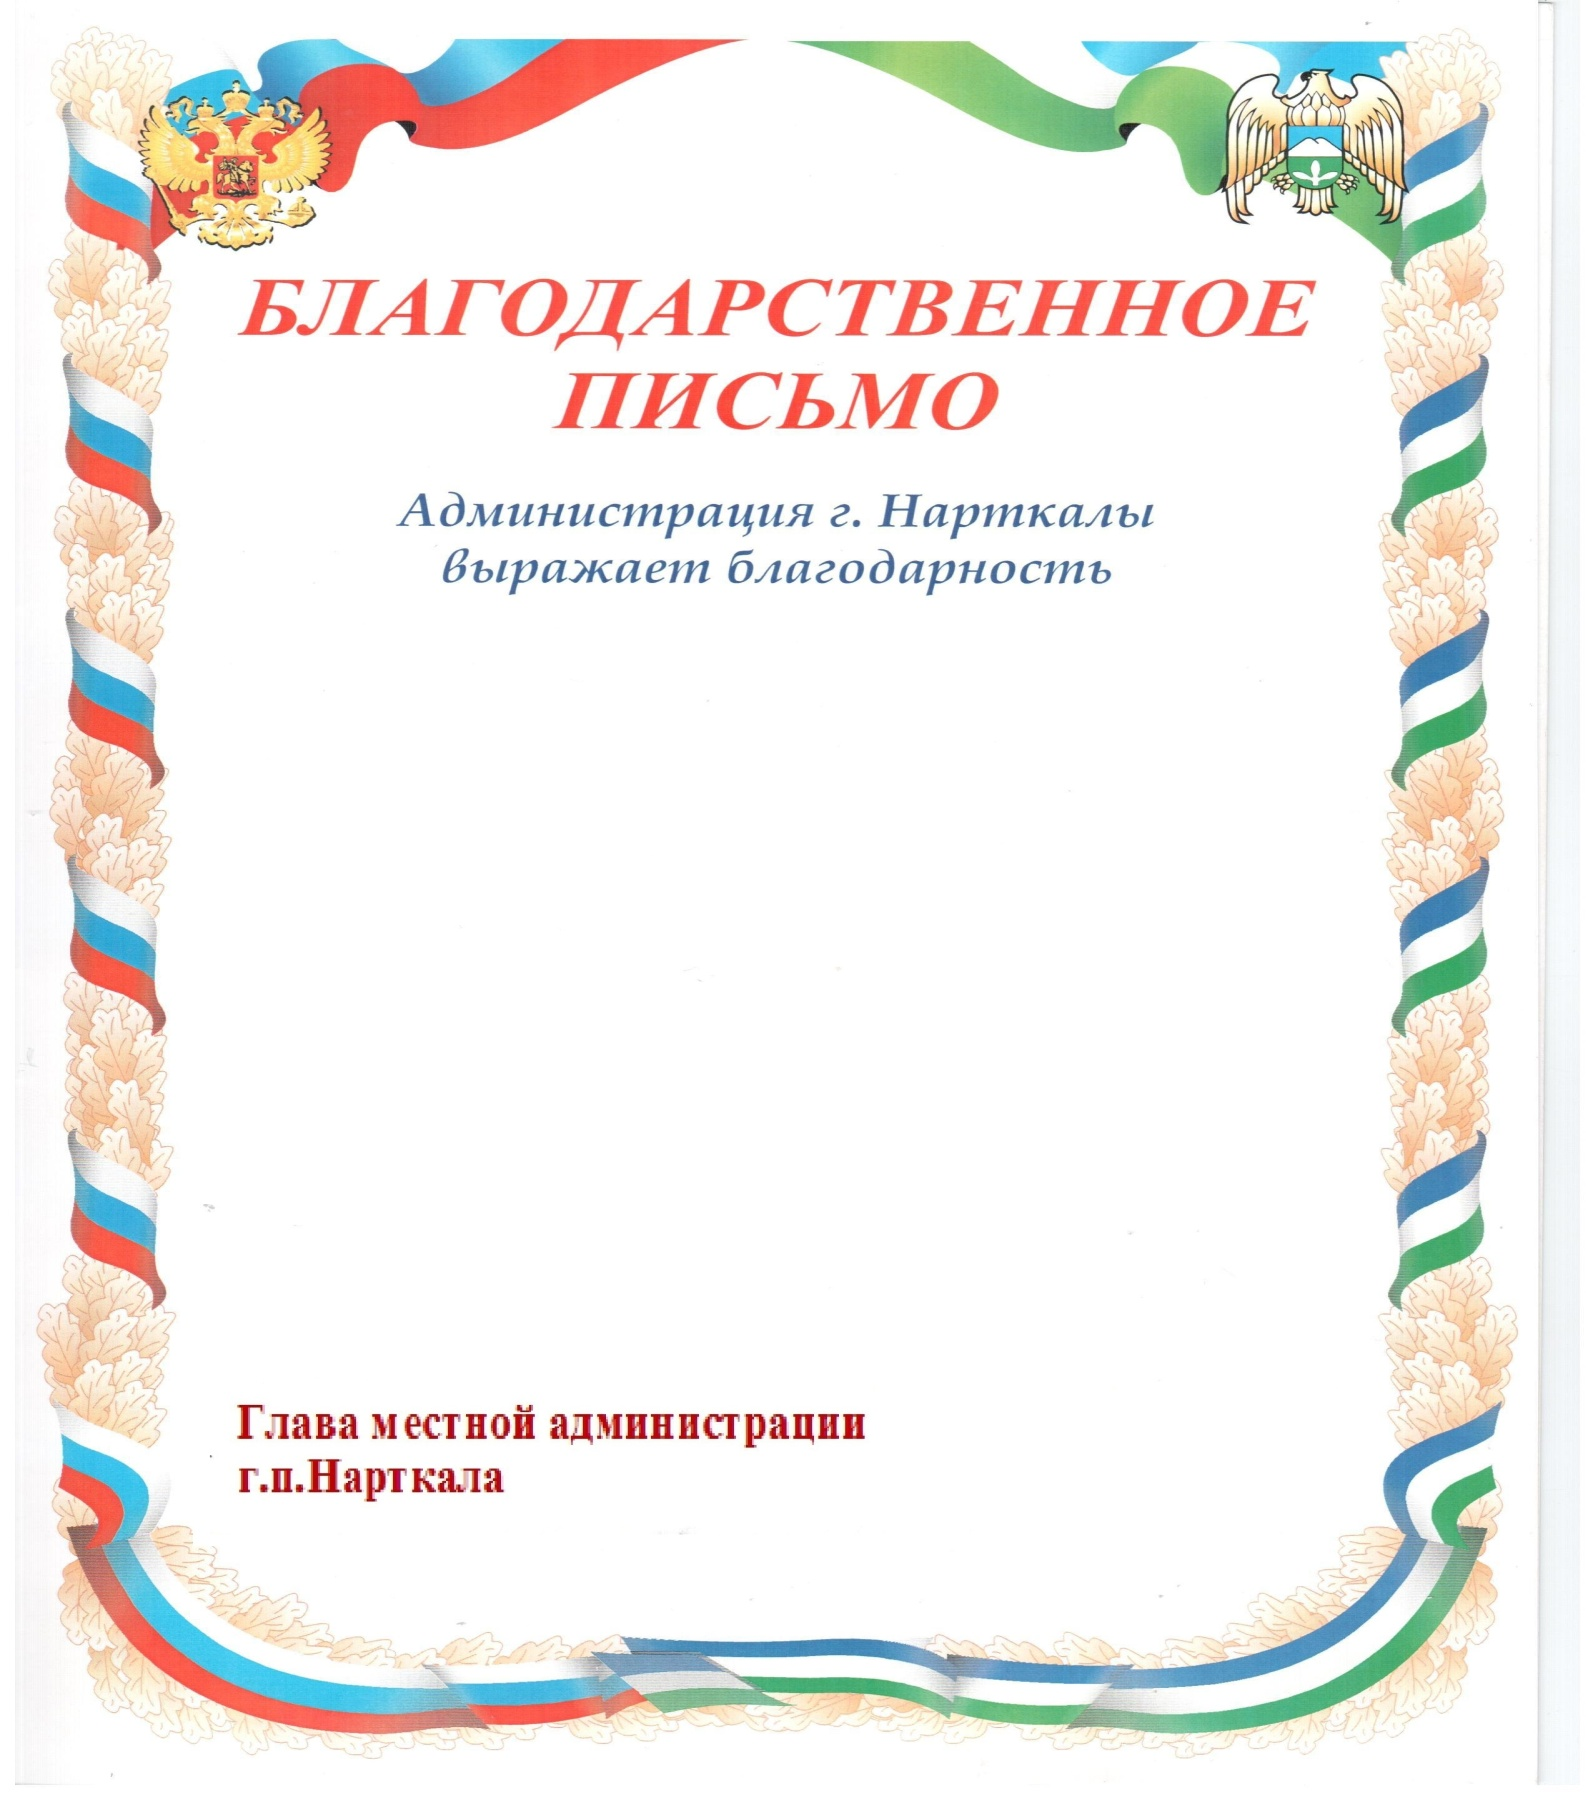 БЛАГОДАРСТВЕННОЕ
ПИСЬМО
Администрация г. Нарткалы
выражает благодарность
Глава местной администрации
г.п.Нарткала